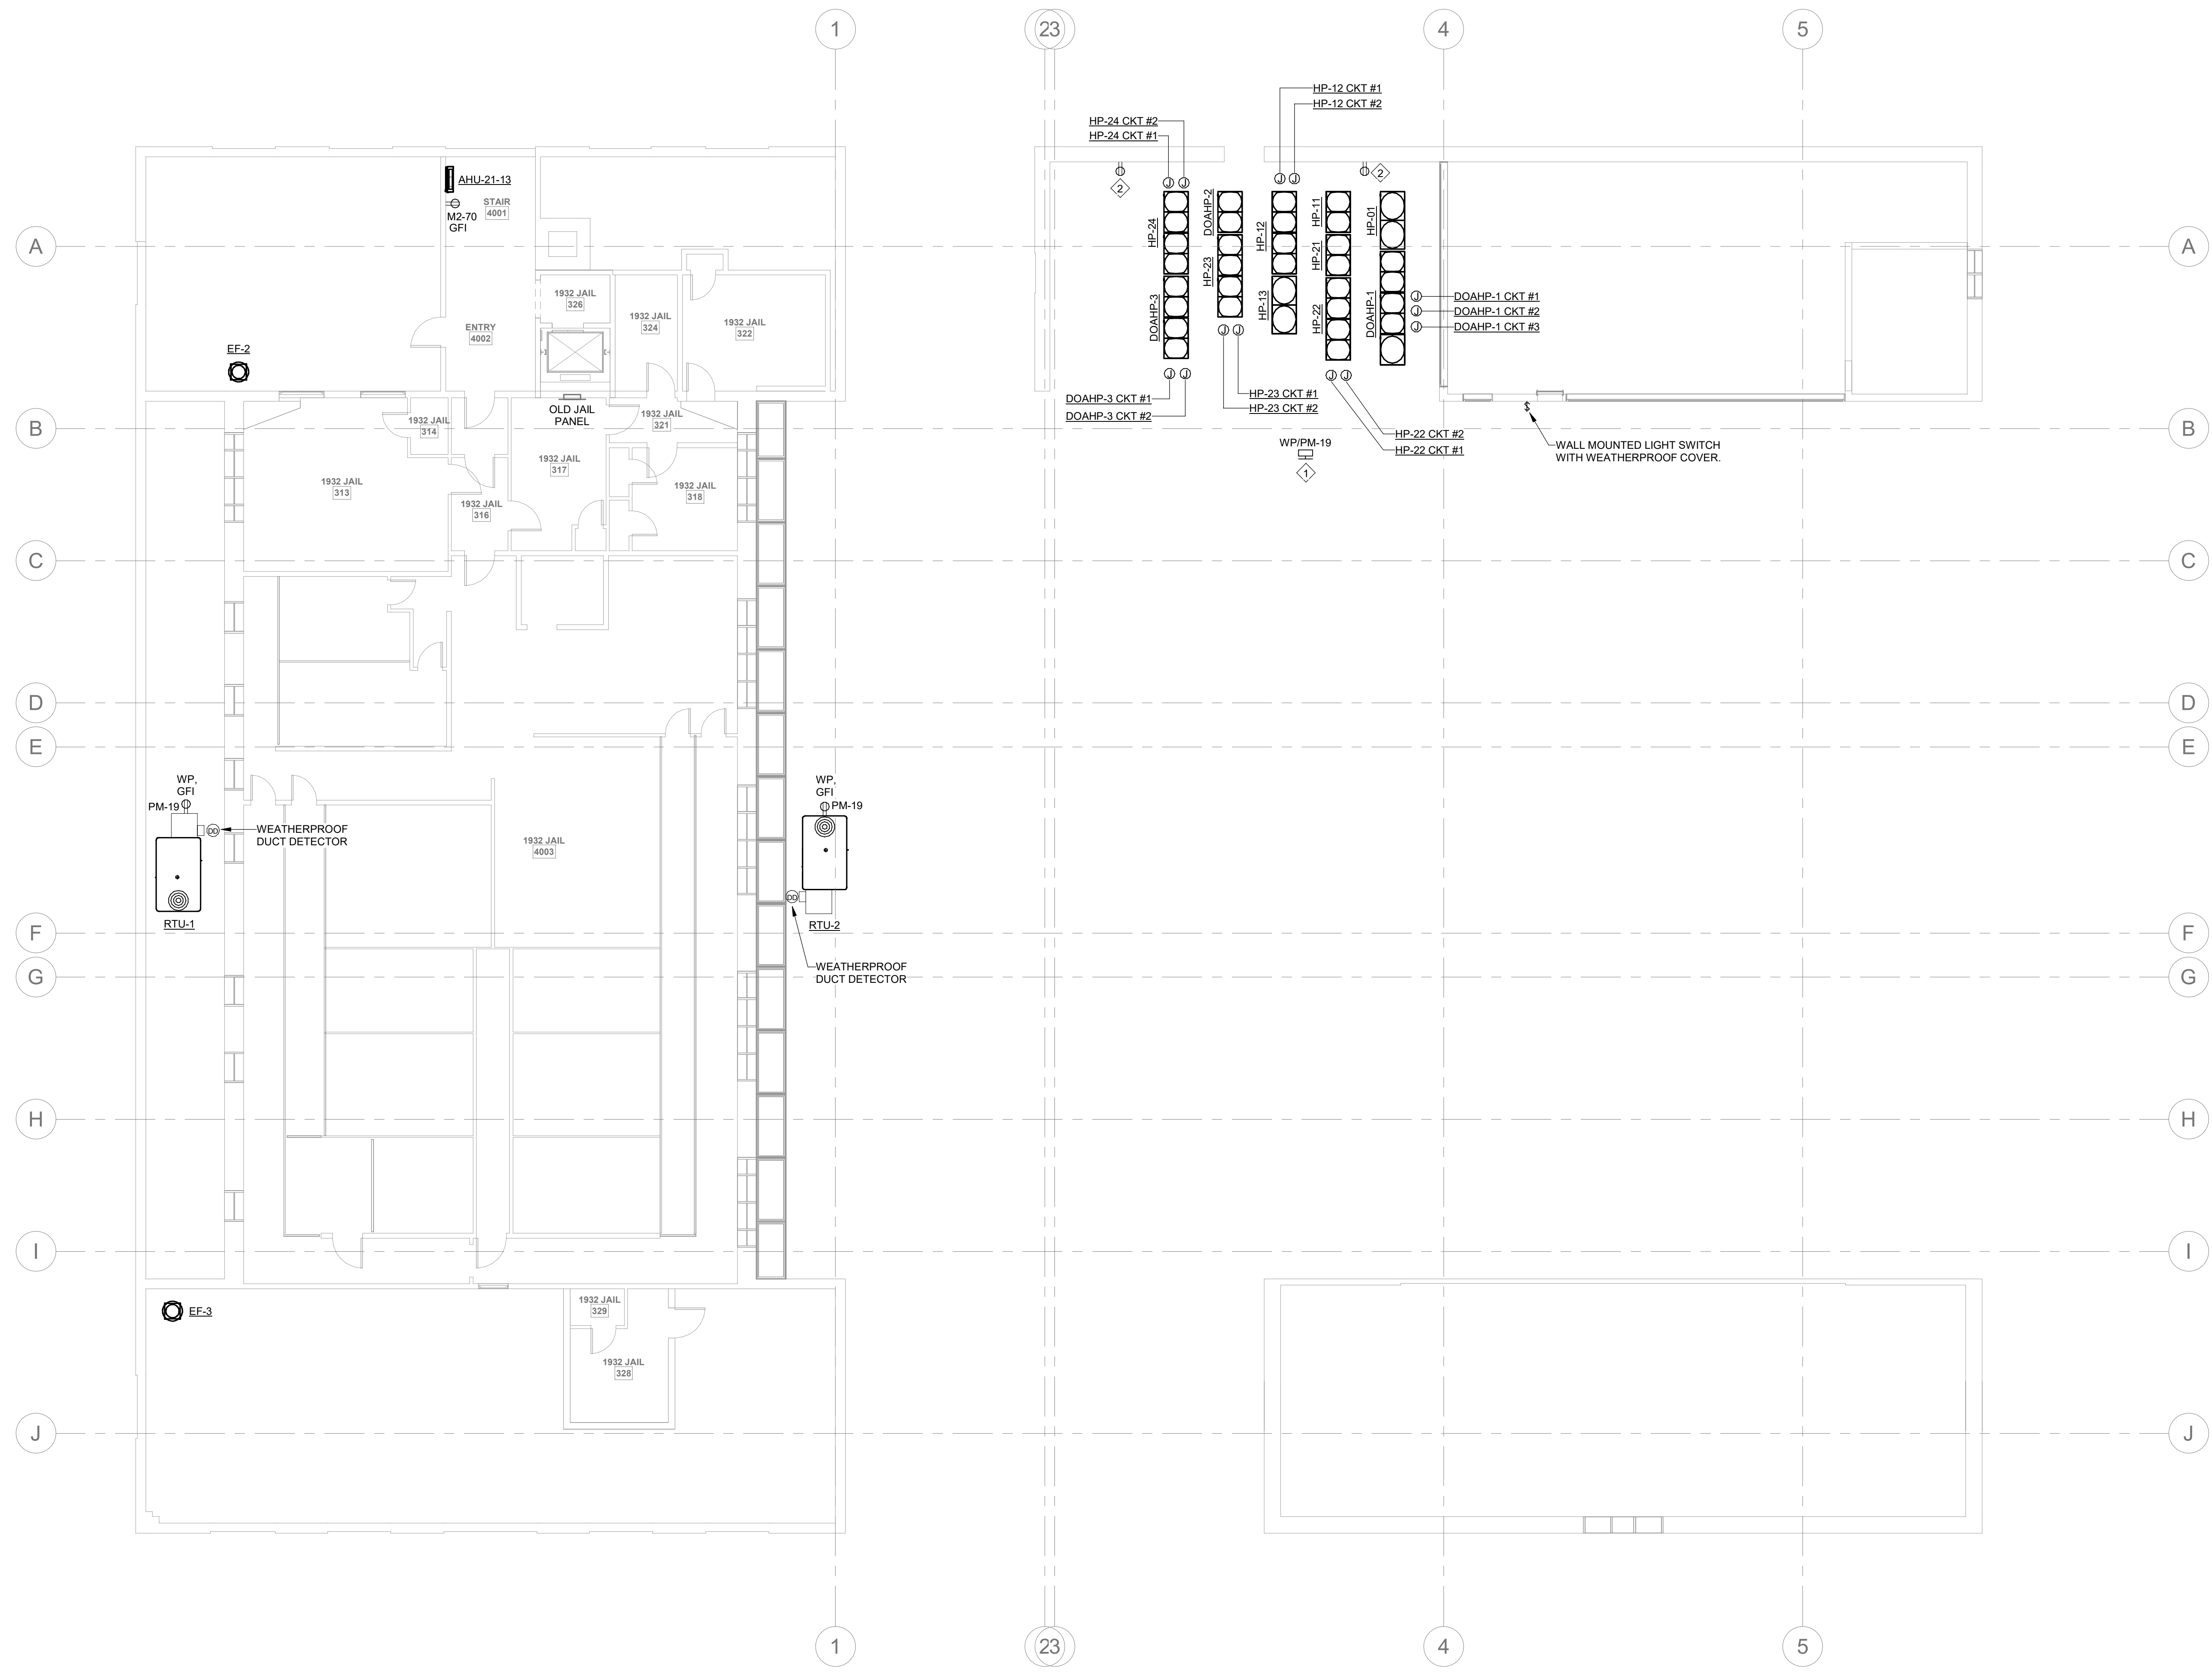 1
2
3
4
5
HP-12 CKT #1
HP-12 CKT #2
HP-24 CKT #2
HP-24 CKT #1
AHU-21-13
STAIR
4001
M2-70
GFI
2
2
J
J
J
J
HP-24
DOAHP-2
HP-12
HP-11
HP-01
A
A
HP-23
HP-21
DOAHP-3
HP-13
HP-22
DOAHP-1
J
DOAHP-1 CKT #1
J
DOAHP-1 CKT #2
J
DOAHP-1 CKT #3
1932 JAIL
326
1932 JAIL
324
1932 JAIL
322
ENTRY
4002
EF-2
J
J
J
J
J
J
DOAHP-3 CKT #1
DOAHP-3 CKT #2
HP-23 CKT #1
HP-23 CKT #2
HP-22 CKT #2
HP-22 CKT #1
OLD JAIL
PANEL
1932 JAIL
314
1932 JAIL
321
B
B
WP/PM-19
1
$
WALL MOUNTED LIGHT SWITCH
WITH WEATHERPROOF COVER.
1932 JAIL
317
1932 JAIL
313
1932 JAIL
316
1932 JAIL
318
C
C
D
D
E
E
WP,
GFI
PM-19
DD
WEATHERPROOF
DUCT DETECTOR
RTU-1
1932 JAIL
4003
WP,
GFI
PM-19
DD
RTU-2
WEATHERPROOF
DUCT DETECTOR
F
F
G
G
H
H
I
I
EF-3
1932 JAIL
329
1932 JAIL
328
J
J
1
2
3
4
5